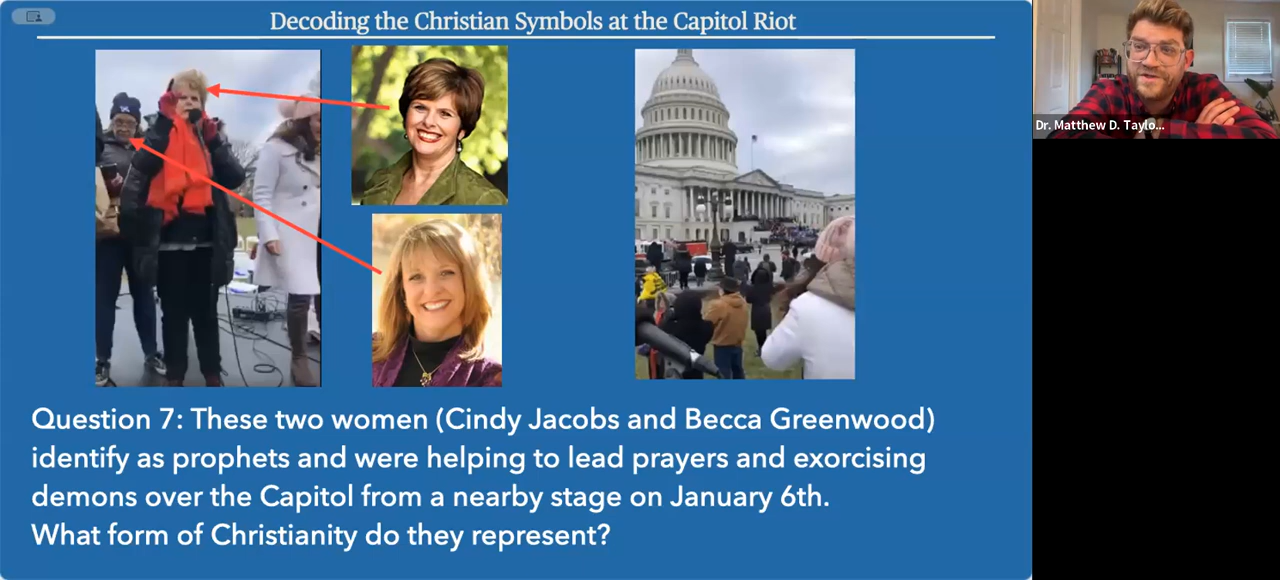 Decoding the Christian Symbols at the Capitol Riot
Dr. Matthew D. Taylo...
Question 7: These two women (Cindy Jacobs and Becca Greenwood)
identify as prophets and were helping to lead prayers and exorcising
demons over the Capitol from a nearby stage on January 6th.
What form of Christianity do they represent?